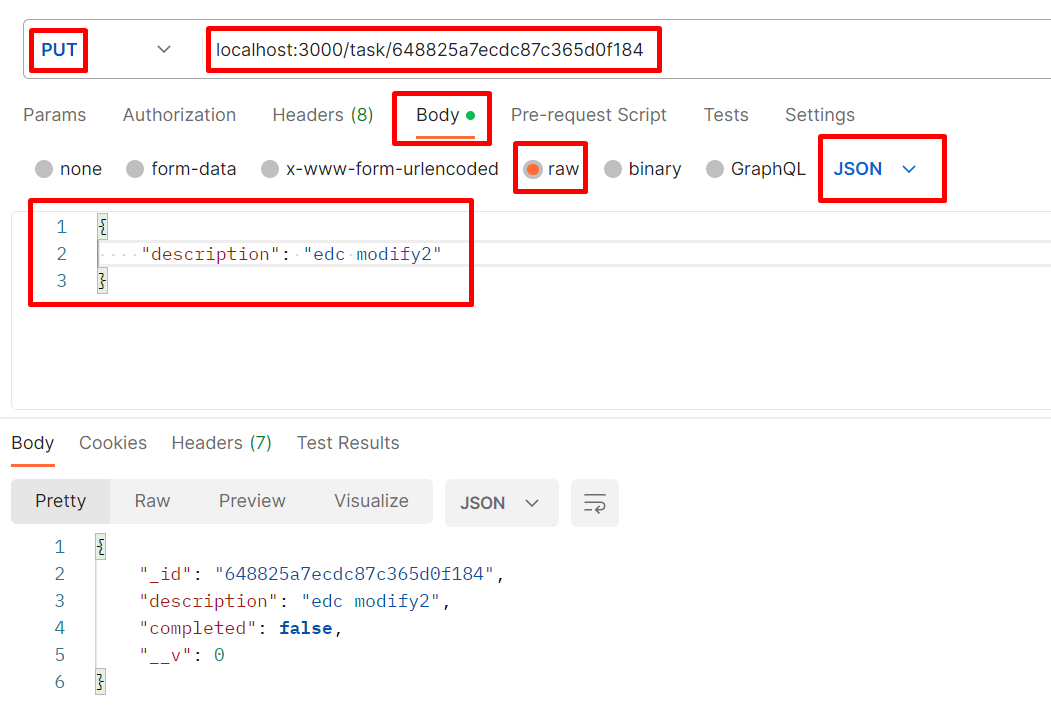 PUT localhost:3000/task/648825a7ecdc87c365d0f184
Params Authorization Headers (8) Body Pre-request Script Tests Settings
none form-data x-www-form-urlencoded raw binary GraphQL JSON
1 {
2 "description": "edc modify2"
3 }
Body Cookies Headers (7) Test Results
Pretty Raw Preview Visualize JSON
1 {
2 "_id": "648825a7ecdc87c365d0f184",
3 "description": "edc modify2",
4 "completed": false,
5 "__v": 0
6 }